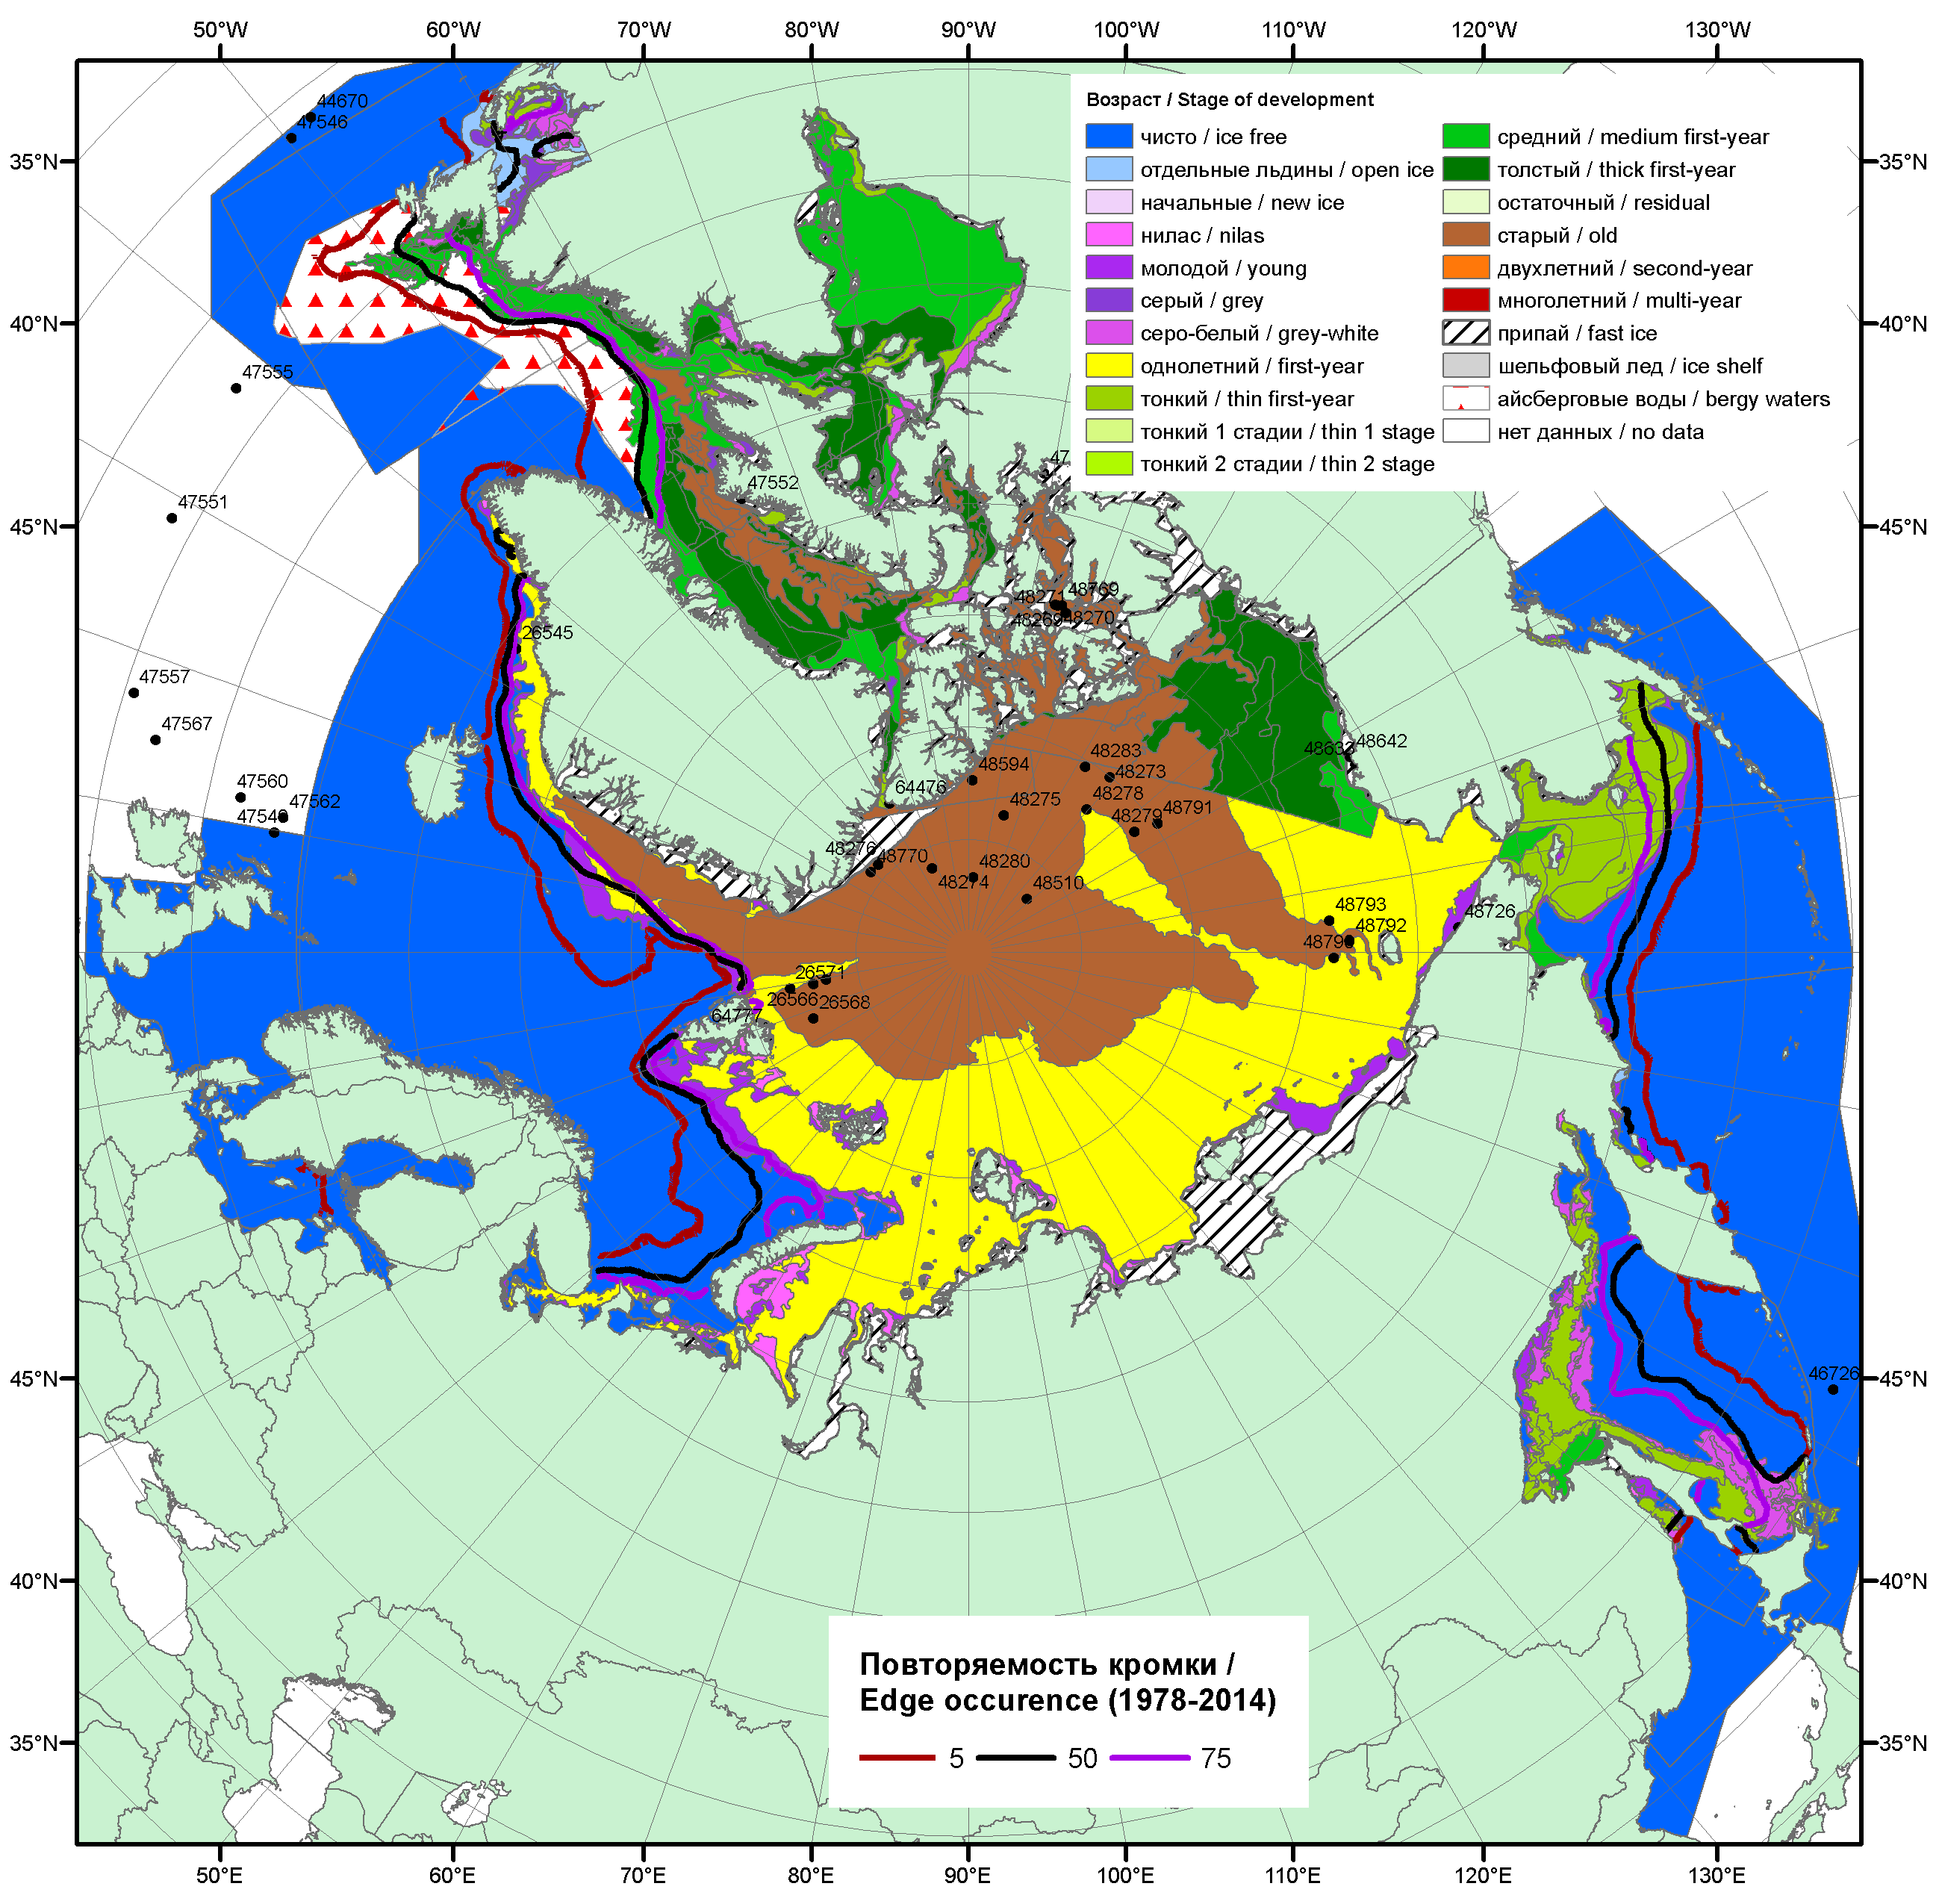 50°W 60°W 70°W 80°W 90°W 100°W 110°W 120°W 130°W
44670
47546
Возраст / Stage of development
чисто / ice free
отдельные льдины / open ice
начальные / new ice
нилас / nilas
молодой / young
серый / grey
серо-белый / grey-white
однолетний / first-year
тонкий / thin first-year
тонкий 1 стадии / thin 1 stage
тонкий 2 стадии / thin 2 stage
средний / medium first-year
толстый / thick first-year
остаточный / residual
старый / old
двухлетний / second-year
многолетний / multi-year
припай / fast ice
шельфовый лед / ice shelf
айсберговые воды / bergy waters
нет данных / no data
35°N 35°N
40°N 40°N
47555
47552
47551
45°N 45°N
48271 48769
48269 48270
26545
47557
47567
48642
48283
48594
48273
47560
64476
48278
47562
48275
48791
48279
48276
48770
48280
48274
48510
48793
48726
48792
26571
26566
26568
64777
46726
45°N 45°N
40°N 40°N
35°N 35°N
Повторяемость кромки /
Edge occurence (1978-2014)
5 50 75
50°E 60°E 70°E 80°E 90°E 100°E 110°E 120°E 130°E